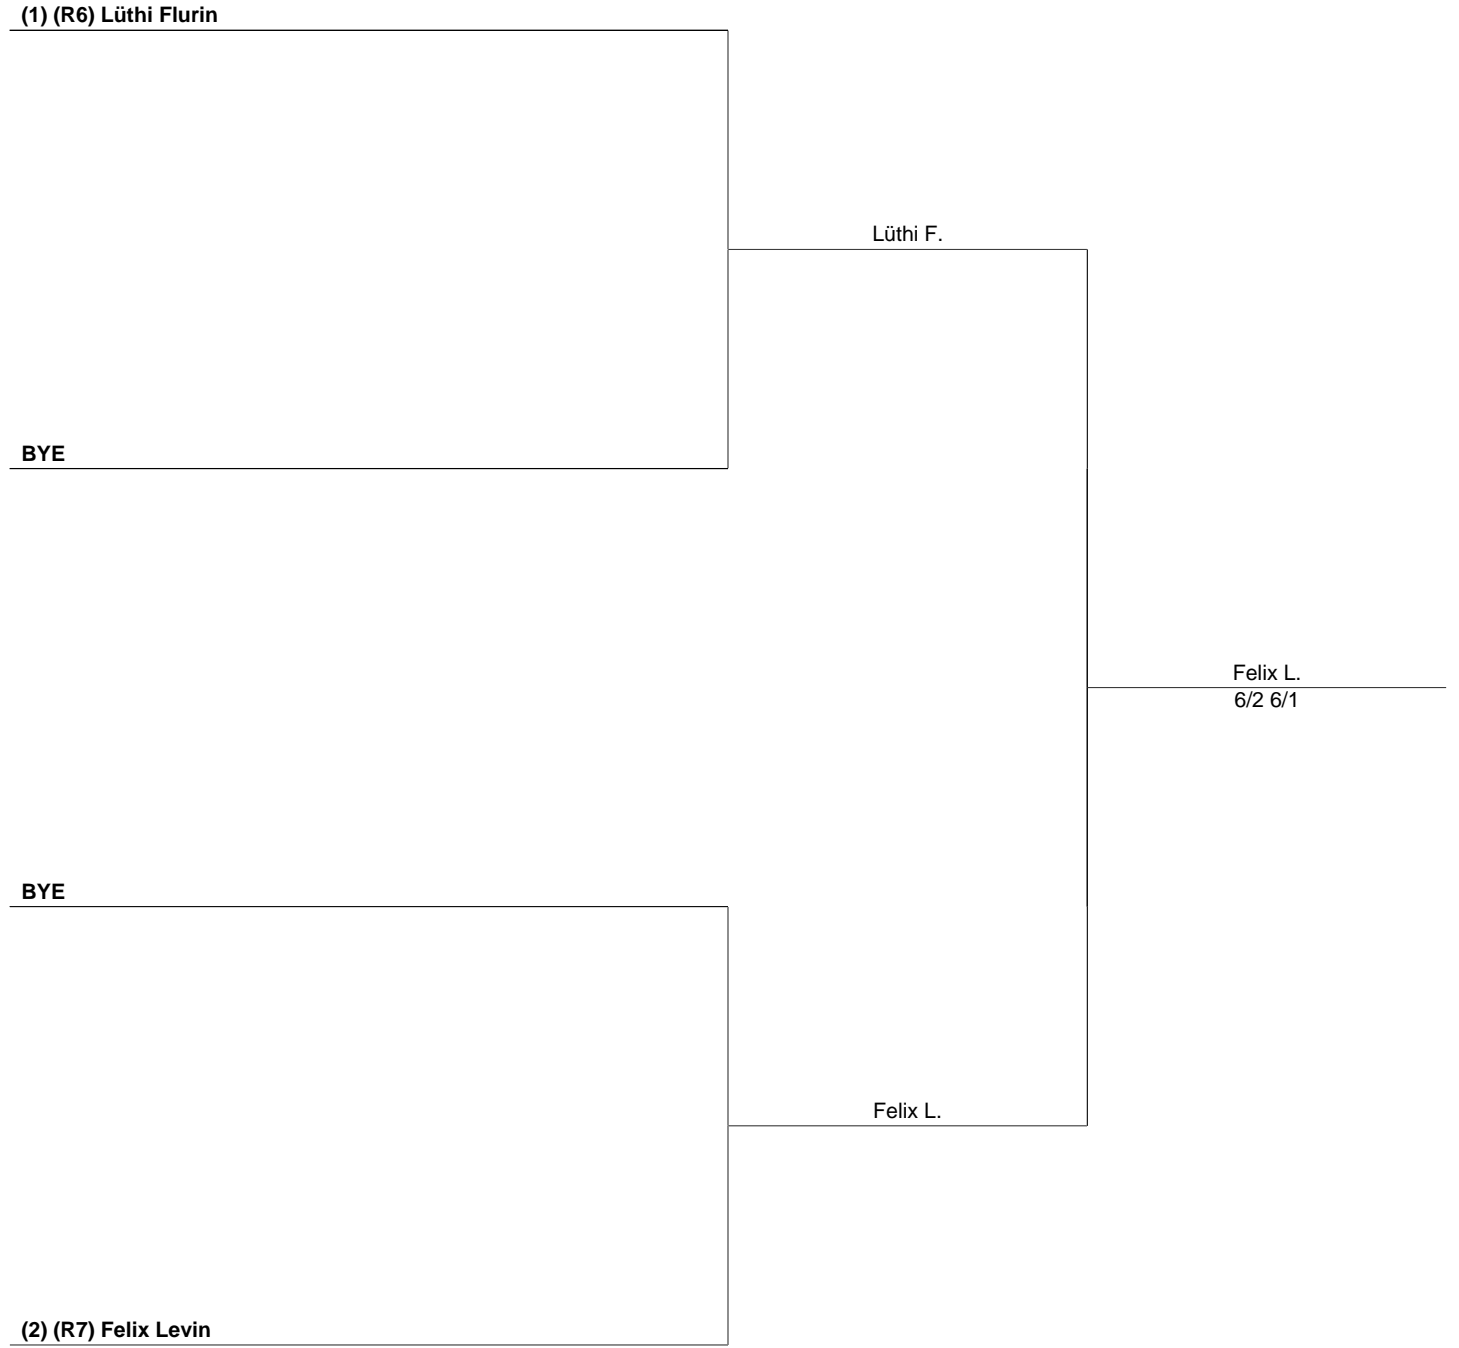 (1) (R6) Lüthi Flurin
Lüthi F.
BYE
Felix L.
6/2 6/1
BYE
Felix L.
(2) (R7) Felix Levin